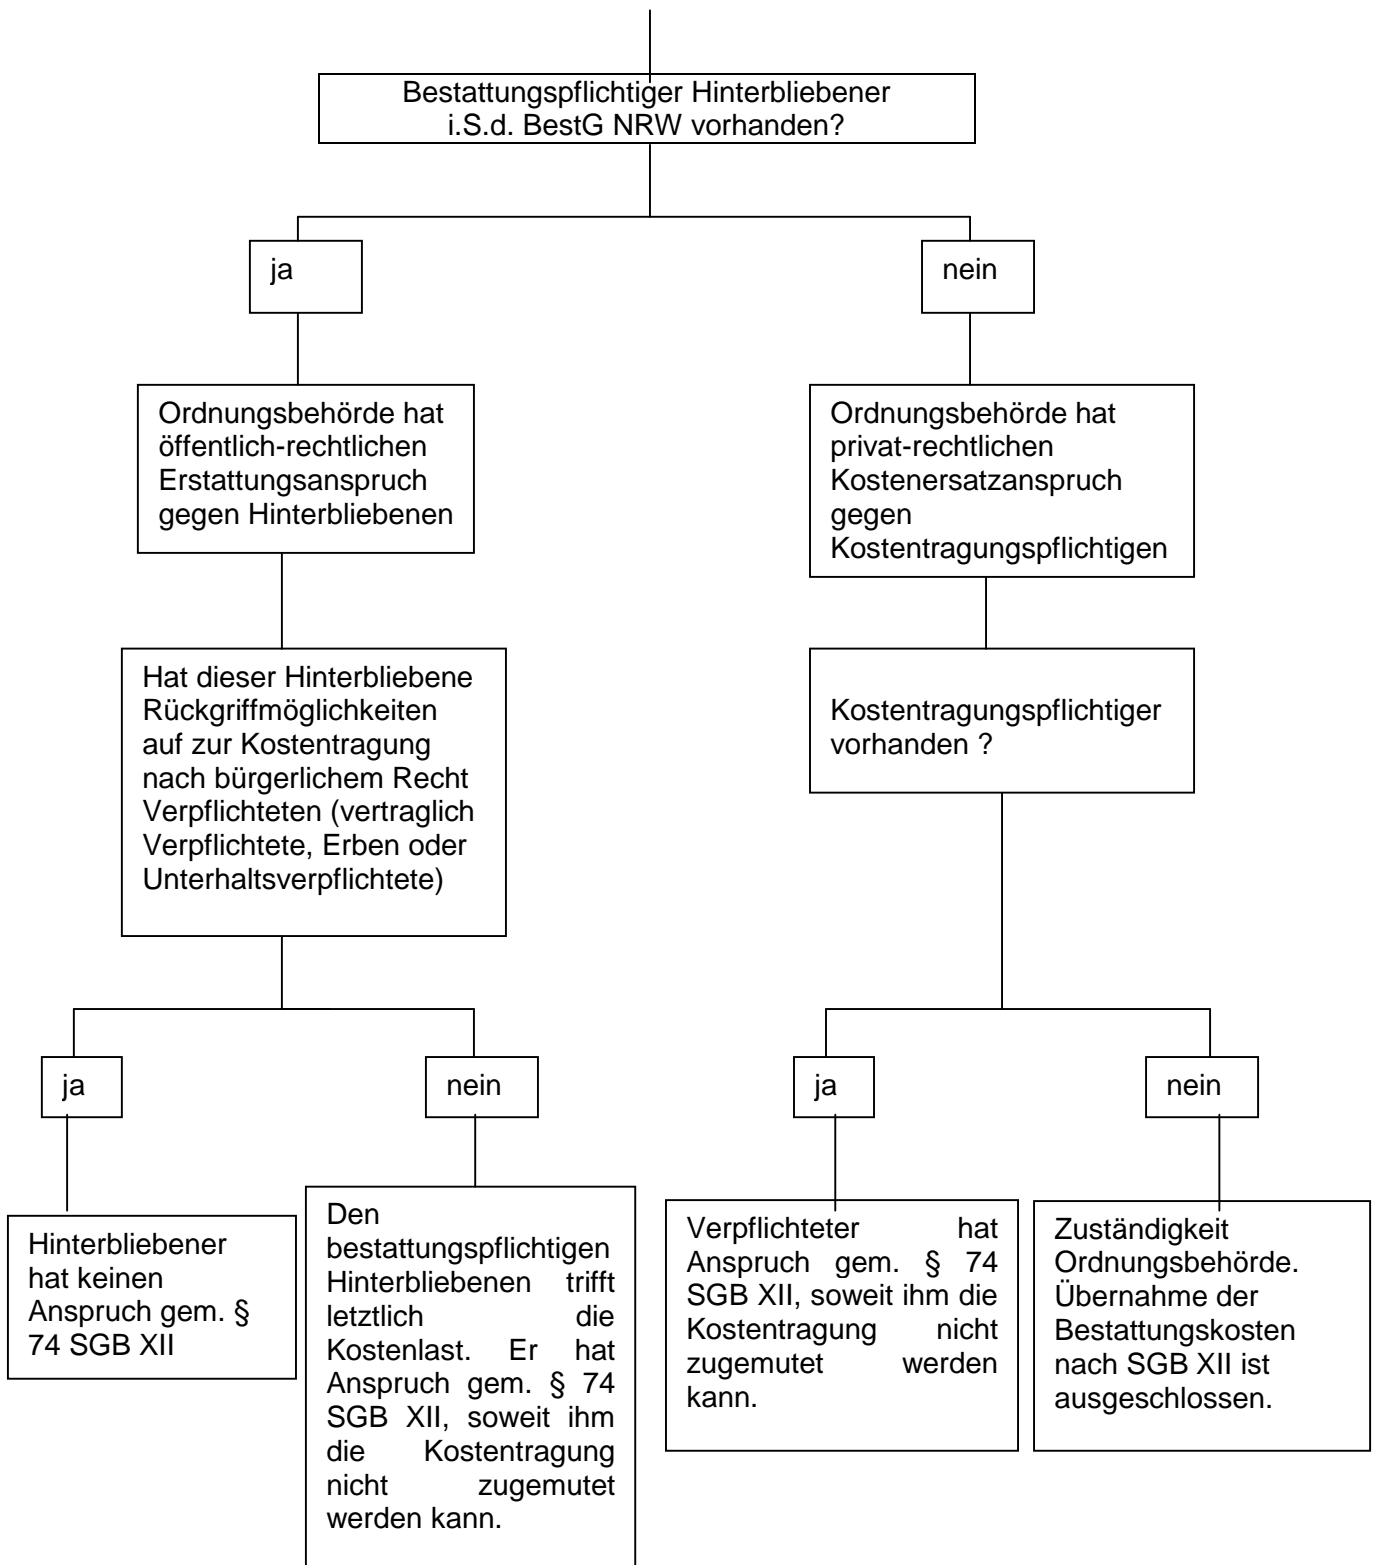 Bestattungspflichtiger Hinterbliebener
i.S.d. BestG NRW vorhanden?
ja
nein
Ordnungsbehörde hat
öffentlich-rechtlichen
Erstattungsanspruch
gegen Hinterbliebenen
Ordnungsbehörde hat
privat-rechtlichen
Kostenersatzanspruch
gegen
Kostentragungspflichtigen
Hat dieser Hinterbliebene
Rückgriffmöglichkeiten
auf zur Kostentragung
nach bürgerlichem Recht
Verpflichteten (vertraglich
Verpflichtete, Erben oder
Unterhaltsverpflichtete)
Kostentragungspflichtiger
vorhanden ?
ja
nein
ja
nein
Hinterbliebener
hat keinen
Anspruch gem. §
74 SGB XII
Den
bestattungspflichtigen
Hinterbliebenen trifft
letztlich die
Kostenlast. Er hat
Anspruch gem. § 74
SGB XII, soweit ihm
die Kostentragung
nicht zugemutet
werden kann.
Verpflichteter hat
Anspruch gem. § 74
SGB XII, soweit ihm die
Kostentragung nicht
zugemutet werden
kann.
Zuständigkeit
Ordnungsbehörde.
Übernahme der
Bestattungskosten
nach SGB XII ist
ausgeschlossen.